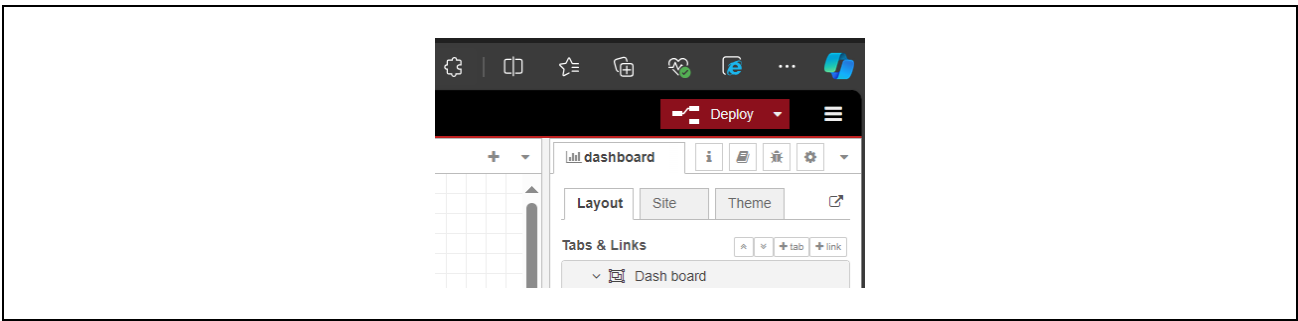 Deploy
dashboard
Layout Site Theme
Tabs & Links
+ tab + link
Dash board